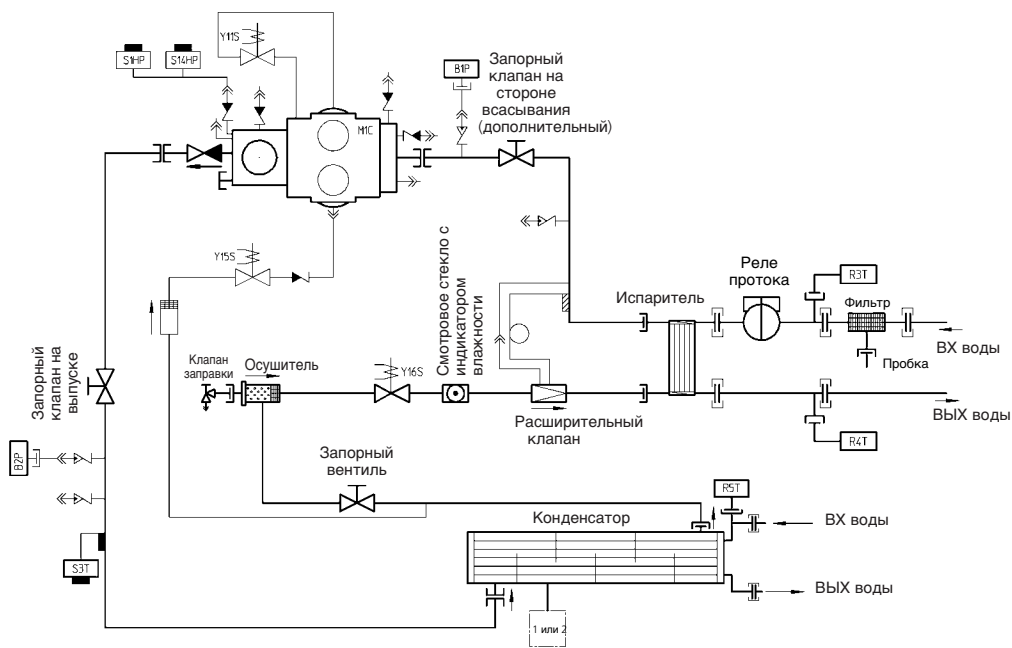 Y11S
S1HP
S14HP
M1C
B1P
Запорный
клапан на
стороне
всасывания
(дополнительный)
Y15S
Запорный
клапан на
выпуске
Клапан
заправки
Осушитель
Y16S
Смотровое стекло с
индикатором
влажности
Расширительный
клапан
Испаритель
Реле
протока
R3T
Фильтр
Пробка
ВХ воды
ВЫХ воды
R4T
B2P
S3T
Запорный
вентиль
R5T
Конденсатор
ВХ воды
ВЫХ воды
1 или 2